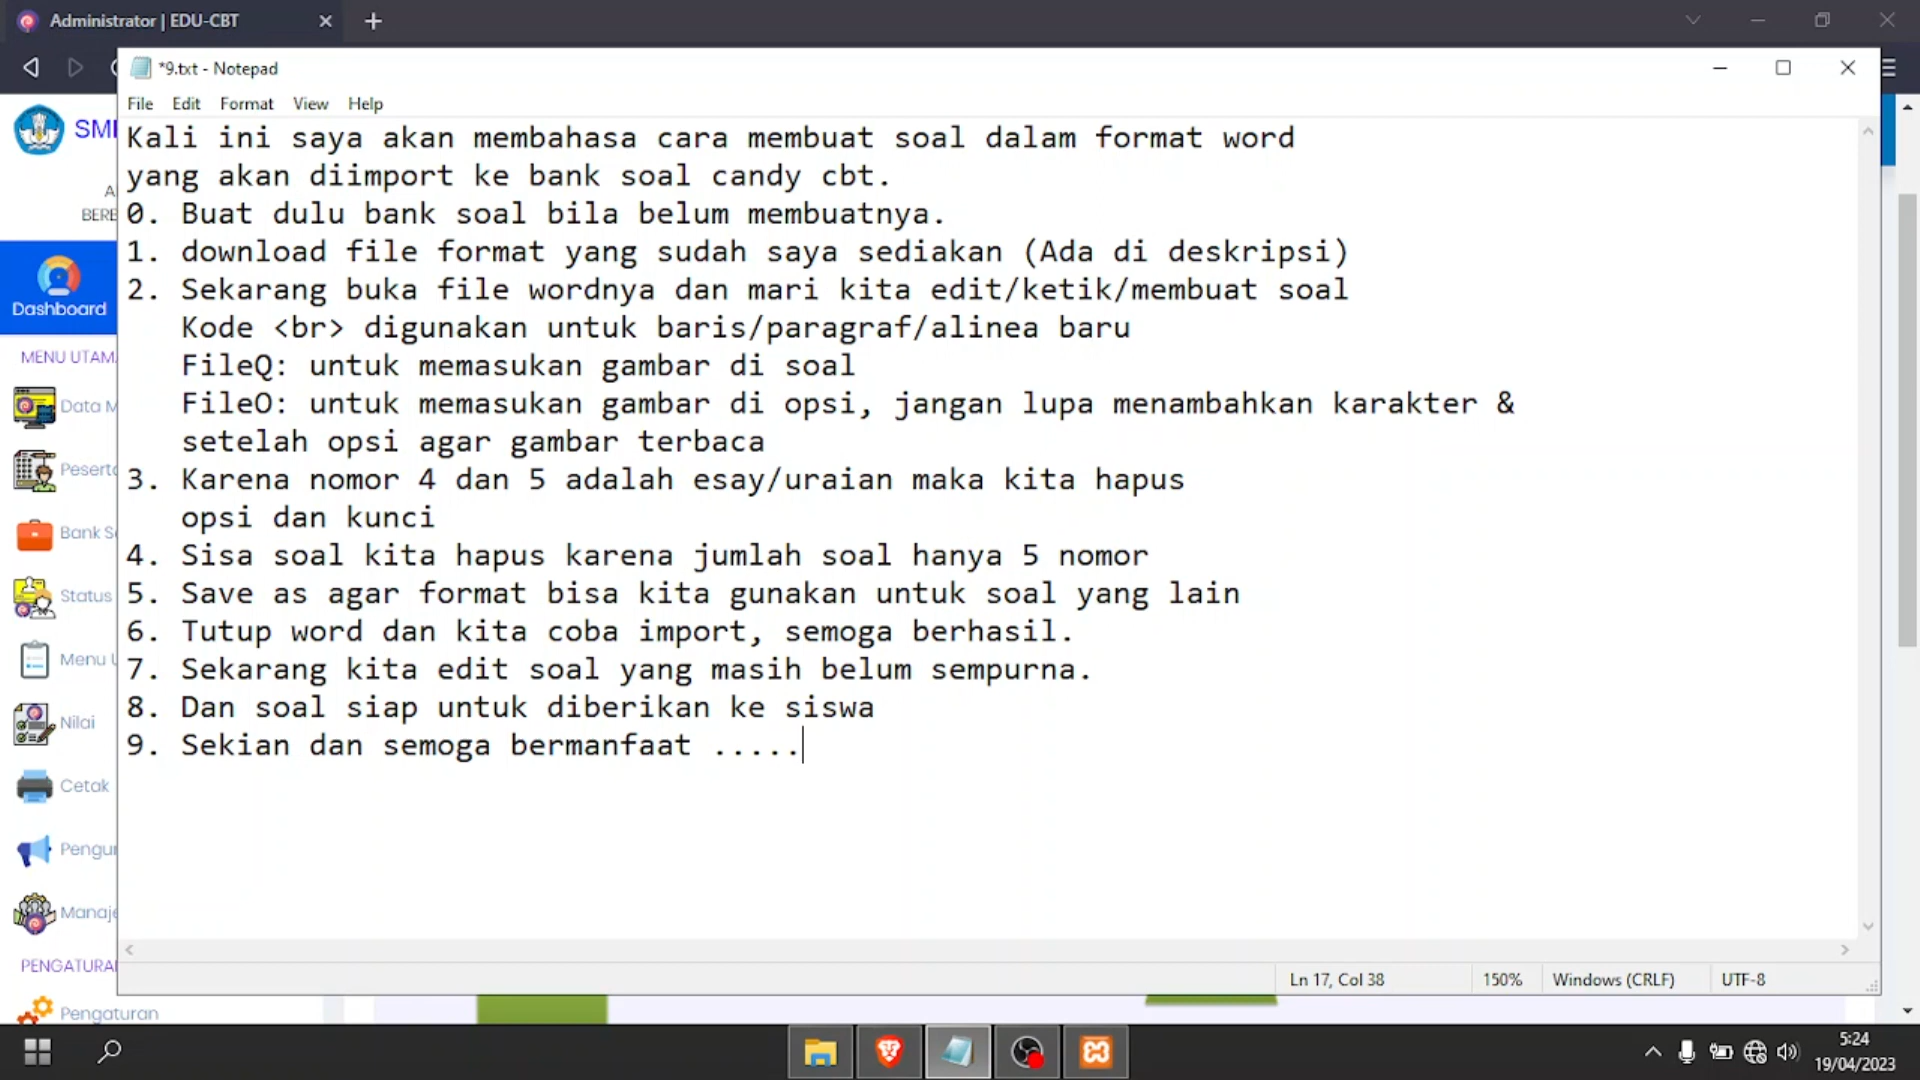 Administrator | EDU-CBT
*9.txt - Notepad
File Edit Format View Help
SM
Kali ini saya akan membahasa cara membuat soal dalam format word
yang akan diimport ke bank soal candy cbt.
BERE
0. Buat dulu bank soal bila belum membuatnya.
1. download file format yang sudah saya sediakan (Ada di deskripsi)
2. Sekarang buka file wordnya dan mari kita edit/ketik/membuat soal
Kode <br> digunakan untuk baris/paragraf/alinea baru
FileQ: untuk memasukan gambar di soal
FileO: untuk memasukan gambar di opsi, jangan lupa menambahkan karakter &
setelah opsi agar gambar terbaca
3. Karena nomor 4 dan 5 adalah esay/uraian maka kita hapus
opsi dan kunci
4. Sisa soal kita hapus karena jumlah soal hanya 5 nomor
5. Save as agar format bisa kita gunakan untuk soal yang lain
6. Tutup word dan kita coba import, semoga berhasil.
7. Sekarang kita edit soal yang masih belum sempurna.
8. Dan soal siap untuk diberikan ke siswa
9. Sekian dan semoga bermanfaat .....
Dashboard
MENU UTAM
Data M
Pesert
Bank S
Status
Menu U
Nilai
Cetak
Pengu
Manaje
PENGATURA
Pengaturan
Ln 17, Col 38 150% Windows (CRLF) UTF-8
5:24
19/04/2023